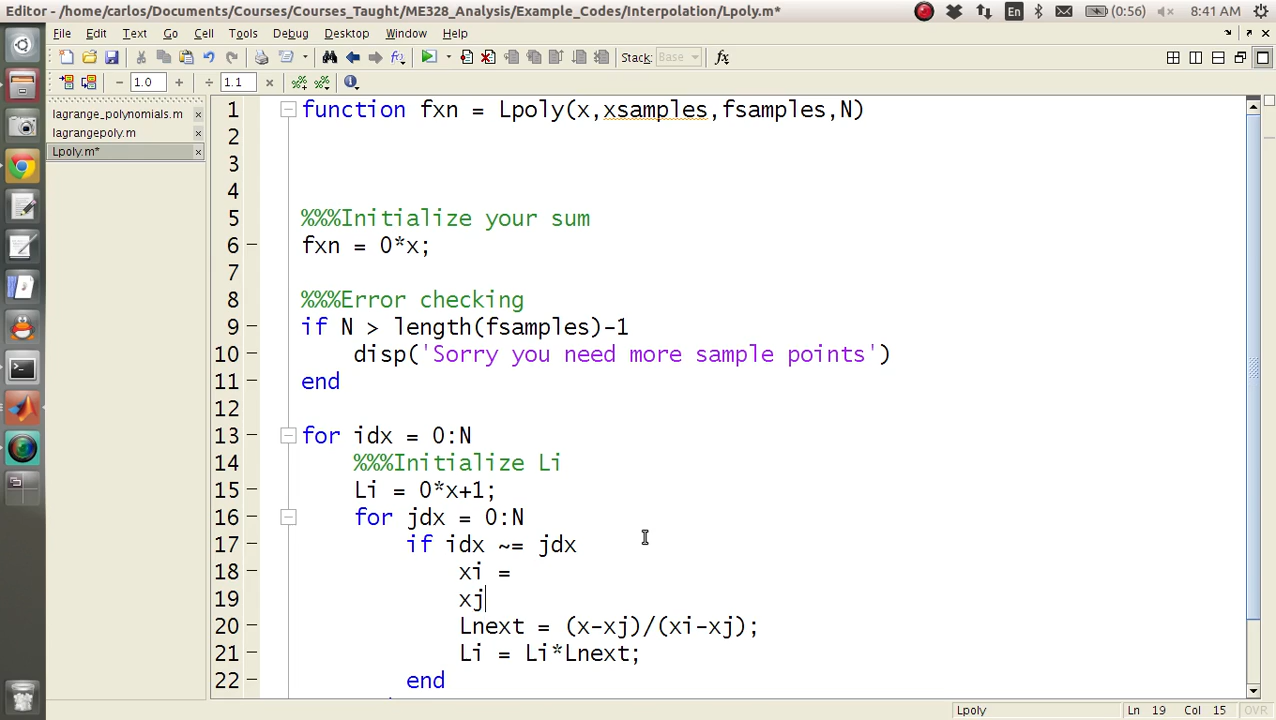 Editor - /home/carlos/Documents/Courses/Courses_Taught/ME328_Analysis/Example_Codes/Interpolation/Lpoly.m*
En
(0:56)
8:41 AM
File Edit Text Go Cell Tools Debug Desktop Window Help
Stack: Base
fx
− 1.0 + ÷ 1.1 ×
lagrange_polynomials.m ×
lagrangepoly.m ×
Lpoly.m* ×
1 function fxn = Lpoly(x,xsamples,fsamples,N)
2
3
4
5 %%%Initialize your sum
6 fxn = 0*x;
7
8 %%%Error checking
9 if N > length(fsamples)-1
10 disp('Sorry you need more sample points')
11 end
12
13 for idx = 0:N
14 %%%Initialize Li
15 Li = 0*x+1;
16 for jdx = 0:N
17 if idx ~= jdx
18 xi =
19 xj
20 Lnext = (x-xj)/(xi-xj);
21 Li = Li*Lnext;
22 end
Lpoly Ln 19 Col 15 OVR